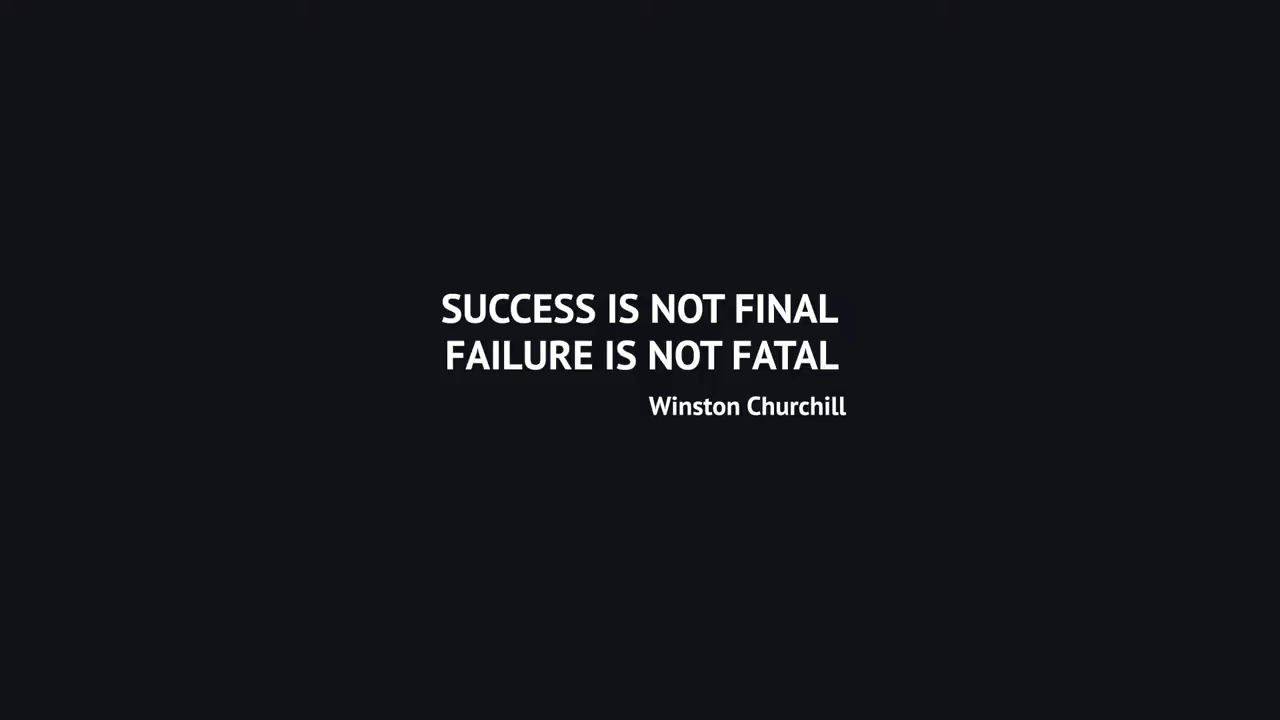 SUCCESS IS NOT FINAL
FAILURE IS NOT FATAL
Winston Churchill